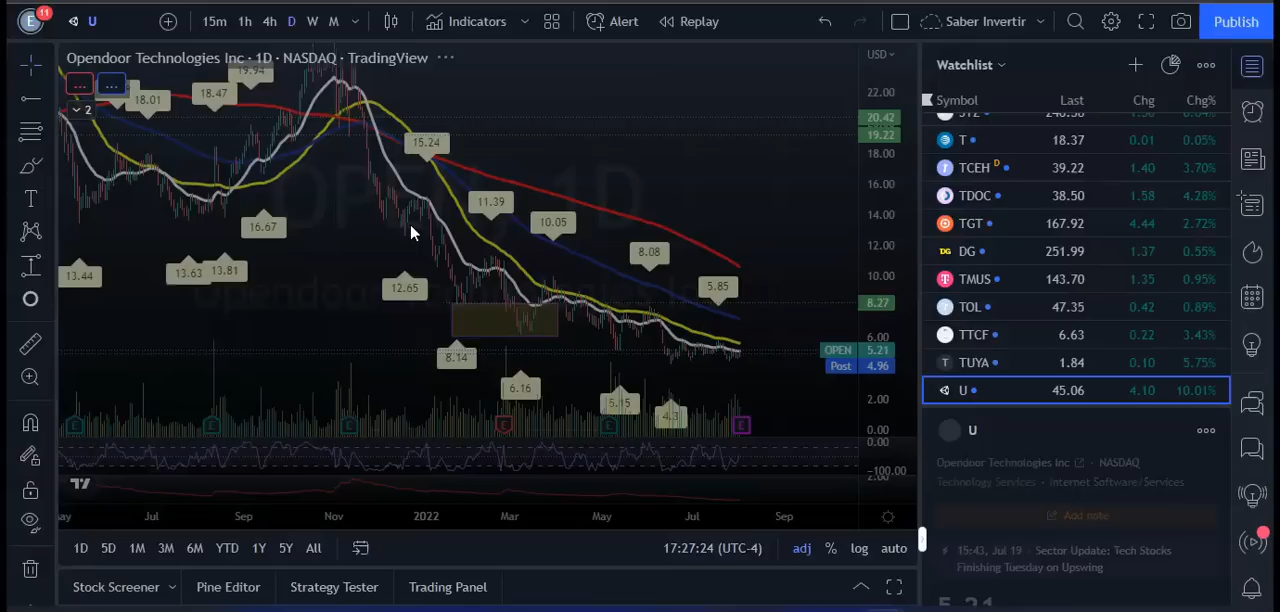 E 11 U 15m 1h 4h D W M Indicators Alert Replay Saber Invertir Publish
Opendoor Technologies Inc · 1D · NASDAQ · TradingView ···
USD
2
18.01
18.47
19.94
15.24
11.39
10.05
8.08
5.85
16.67
13.44
13.63
13.81
12.65
8.14
6.16
5.15
4.3
22.00
20.42
19.22
18.00
16.00
14.00
12.00
10.00
8.27
6.00
OPEN 5.21
Post 4.96
2.00
0.00
0.00
−100.00
E E E E E E
Jul Sep Nov 2022 Mar May Jul Sep
1D 5D 1M 3M 6M YTD 1Y 5Y All 17:27:24 (UTC-4) adj % log auto
Stock Screener Pine Editor Strategy Tester Trading Panel
Watchlist
Symbol Last Chg Chg%
T 18.37 0.01 0.05%
TCEH D 39.22 1.40 3.70%
TDOC 38.50 1.58 4.28%
TGT 167.92 4.44 2.72%
DG DG 251.99 1.37 0.55%
TMUS 143.70 1.35 0.95%
TOL 47.35 0.42 0.89%
TTCF 6.63 0.22 3.43%
T TUYA 1.84 0.10 5.75%
U 45.06 4.10 10.01%
U
Opendoor Technologies Inc · NASDAQ
Technology Services · Internet Software/Services
Add note
15:43, Jul 19 · Sector Update: Tech Stocks
Finishing Tuesday on Upswing